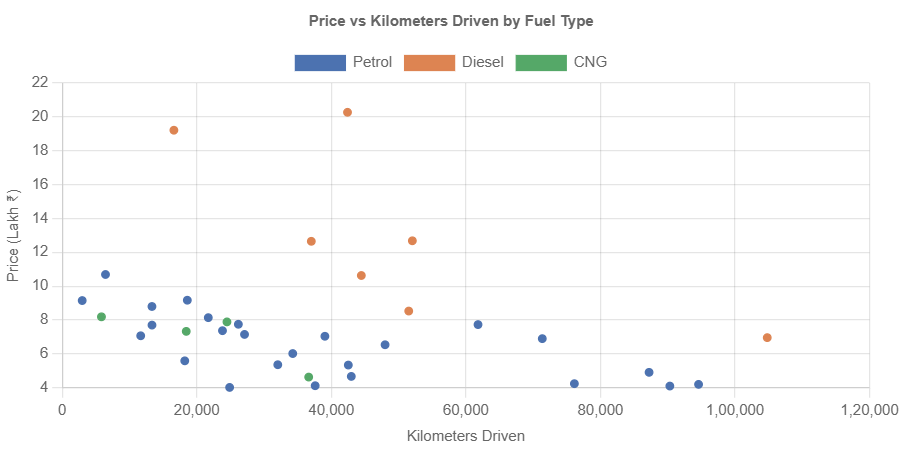 Price vs Kilometers Driven by Fuel Type
Petrol Diesel CNG
22
20
18
16
14
12
10
8
6
4
Price (Lakh ₹)
0 20,000 40,000 60,000 80,000 1,00,000 1,20,000
Kilometers Driven